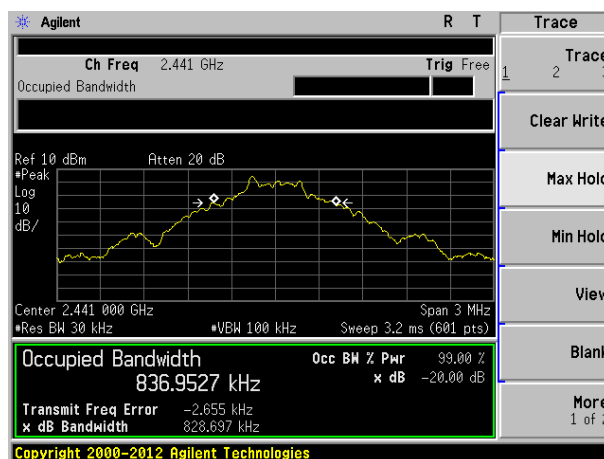 Agilent R T Trace
Ch Freq 2.441 GHz Trig Free
Occupied Bandwidth
Trace
1 2 3
Clear Write
Max Hold
Min Hold
View
Blank
More
1 of 2
Ref 10 dBm Atten 20 dB
#Peak
Log
10
dB/
Center 2.441 000 GHz Span 3 MHz
#Res BW 30 kHz #VBW 100 kHz Sweep 3.2 ms (601 pts)
Occupied Bandwidth Occ BW % Pwr 99.00 %
836.9527 kHz x dB -20.00 dB
Transmit Freq Error -2.655 kHz
x dB Bandwidth 828.697 kHz
Copyright 2000-2012 Agilent Technologies